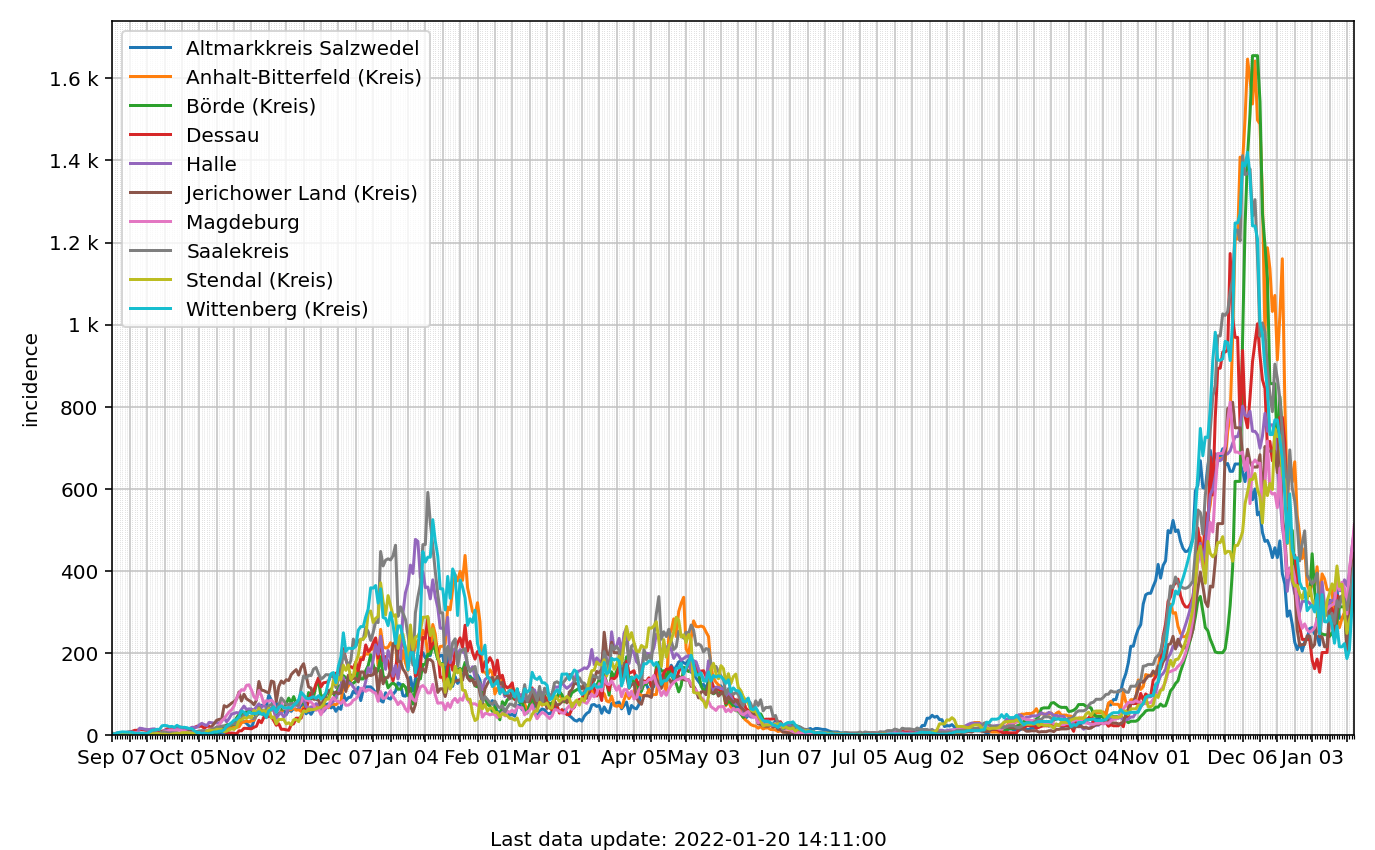 Altmarkkreis Salzwedel
Anhalt-Bitterfeld (Kreis)
Börde (Kreis)
Dessau
Halle
Jerichower Land (Kreis)
Magdeburg
Saalekreis
Stendal (Kreis)
Wittenberg (Kreis)
1.6 k
1.4 k
1.2 k
1 k
800
600
400
200
0
incidence
Sep 07 Oct 05 Nov 02 Dec 07 Jan 04 Feb 01 Mar 01 Apr 05 May 03 Jun 07 Jul 05 Aug 02 Sep 06 Oct 04 Nov 01 Dec 06 Jan 03
Last data update: 2022-01-20 14:11:00